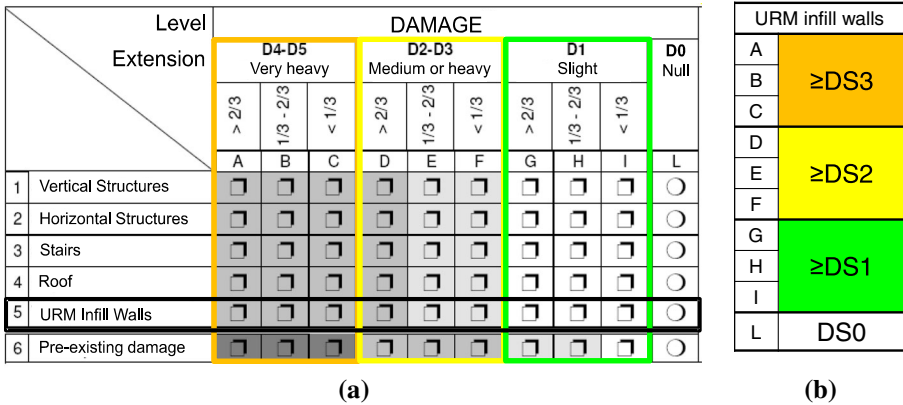 Level
DAMAGE
Extension
D4-D5
Very heavy
D2-D3
Medium or heavy
D1
Slight
D0
Null
> 2/3
1/3 - 2/3
< 1/3
> 2/3
1/3 - 2/3
< 1/3
> 2/3
1/3 - 2/3
< 1/3
A B C D E F G H I L
1 Vertical Structures
2 Horizontal Structures
3 Stairs
4 Roof
5 URM Infill Walls
6 Pre-existing damage
(a)
URM infill walls
A
B
C
≥DS3
D
E
F
≥DS2
G
H
I
≥DS1
L DS0
(b)